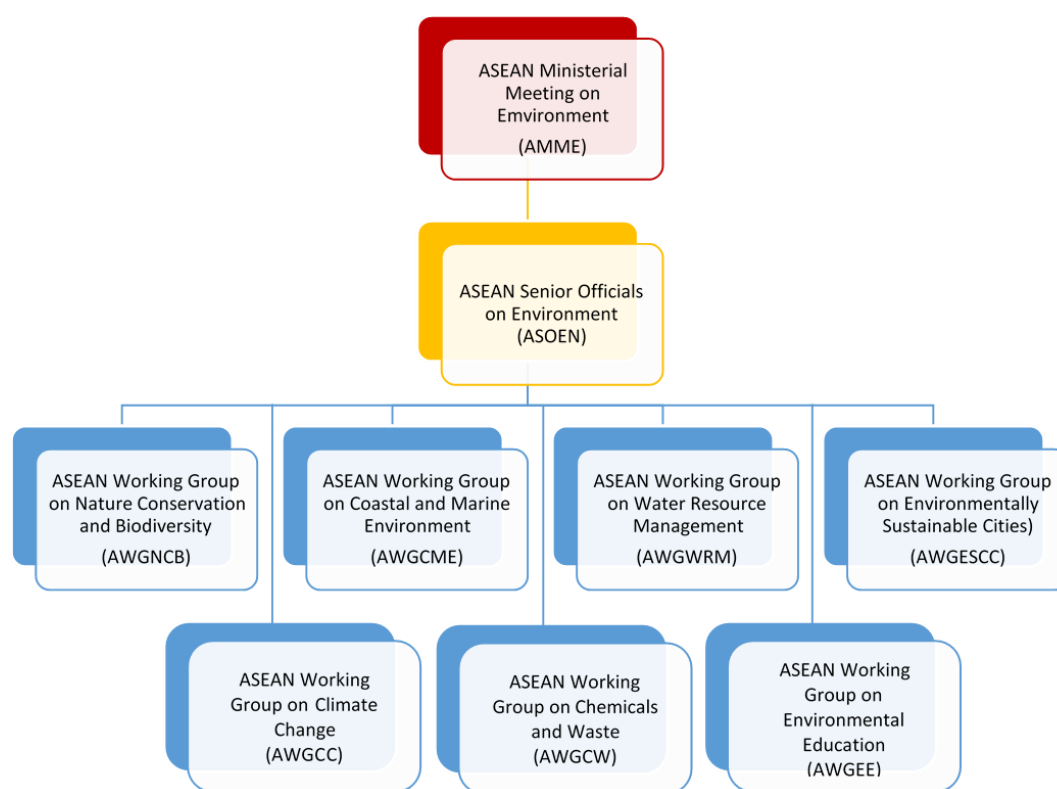 ASEAN Ministerial
Meeting on
Emvironment
(AMME)
ASEAN Senior Officials
on Environment
(ASOEN)
ASEAN Working Group
on Nature Conservation
and Biodiversity
(AWGNCB)
ASEAN Working Group
on Coastal and Marine
Environment
(AWGCME)
ASEAN Working Group
on Water Resource
Management
(AWGWRM)
ASEAN Working Group
on Environmentally
Sustainable Cities)
(AWGESCC)
ASEAN Working
Group on Climate
Change
(AWGCC)
ASEAN Working
Group on Chemicals
and Waste
(AWGCW)
ASEAN Working
Group on
Environmental
Education
(AWGEE)